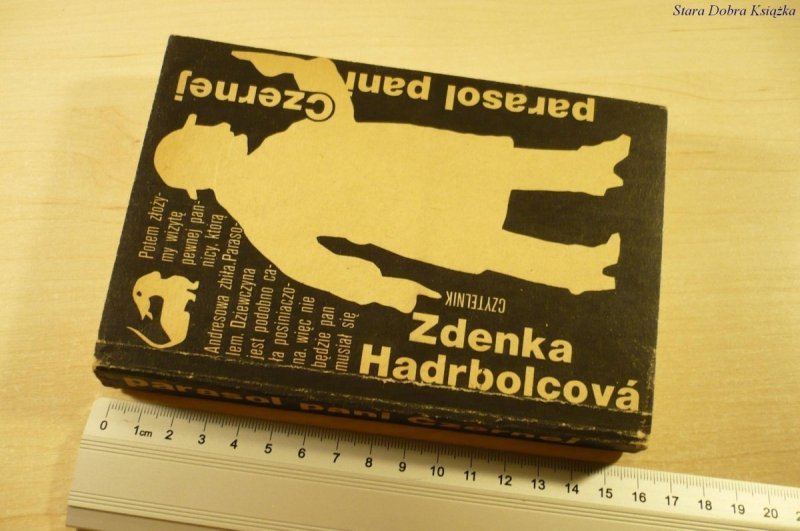 Stara Dobra Książka
parasol pani
Czernej
Potem złoży-
my wizytę
pewnej pan-
nicy, którą
Andresowa zbiła. Paraso-
lem. Dziewczyna
jest podobno ca-
ła posiniaczo-
na, więc nie
będzie pan
musiał się
CZYTELNIK
Zdenka
Hadrbolcová
parasol pani Czernej
0 1cm 2 3 4 5 6 7 8 9 10 11 12 13 14 15 16 17 18 19 20